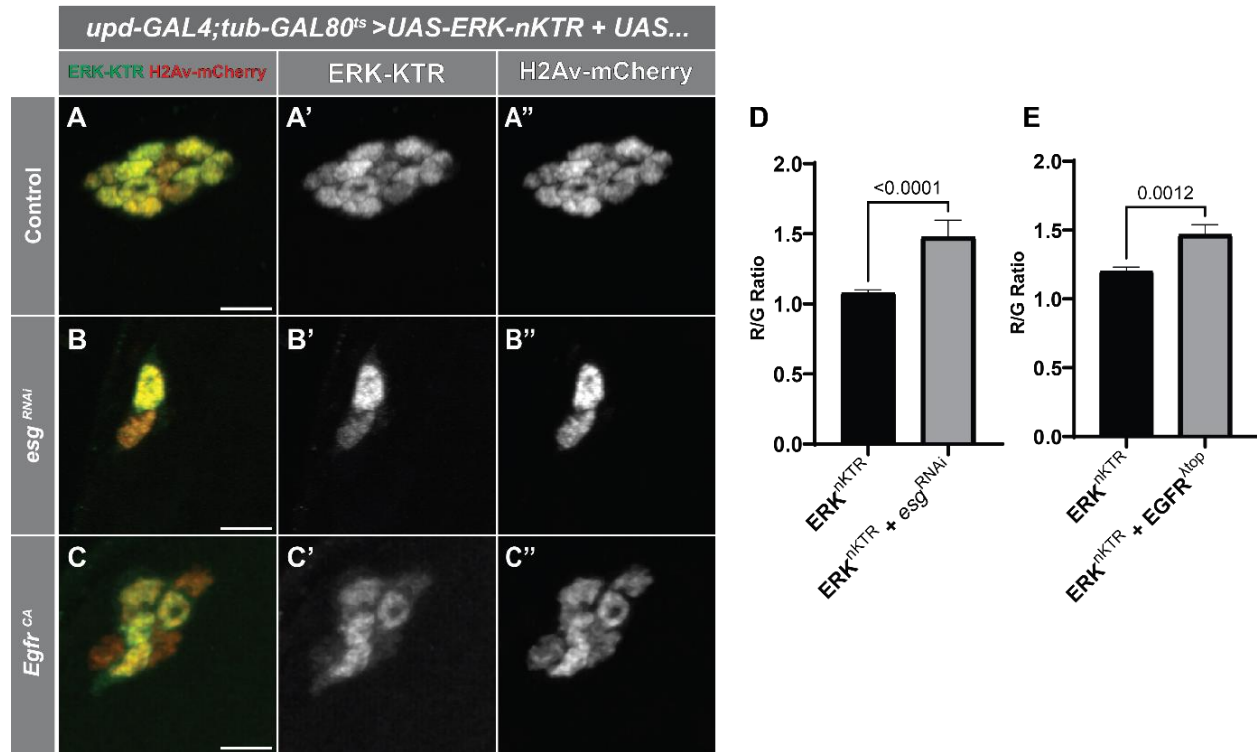 upd-GAL4;tub-GAL80ts >UAS-ERK-nKTR + UAS...
ERK-KTR H2Av-mCherry
ERK-KTR
H2Av-mCherry
Control
A
A'
A"
esg RNAi
B
B'
B"
Egfr CA
C
C'
C"
D
2.0
1.5
1.0
0.5
0.0
R/G Ratio
<0.0001
ERKnKTR
ERKnKTR + esgRNAi
E
2.0
1.5
1.0
0.5
0.0
R/G Ratio
0.0012
ERKnKTR
ERKnKTR + EGFRλtop